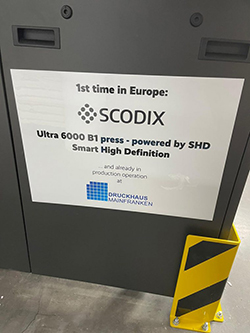 1st time in Europe:
SCODIX
Ultra 6000 B1 press - powered by SHD
Smart High Definition
...and already in
production operation
at
DRUCKHAUS
MAINFRANKEN